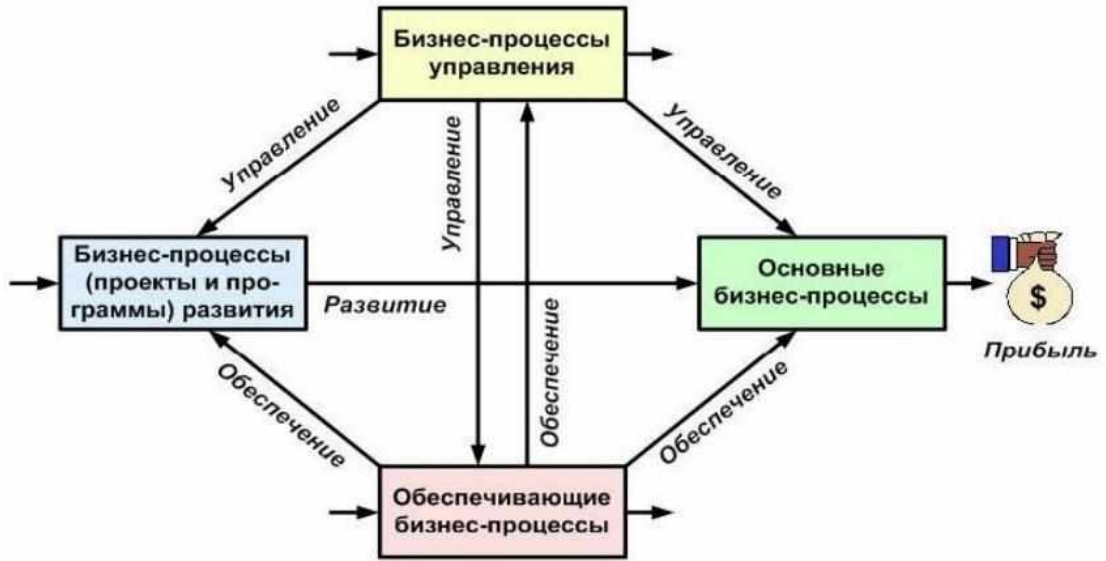 Бизнес-процессы
управления
Управление
Управление
Управление
Бизнес-процессы
(проекты и про-
граммы) развития
Развитие
Основные
бизнес-процессы
$
Прибыль
Обеспечение
Обеспечение
Обеспечение
Обеспечивающие
бизнес-процессы